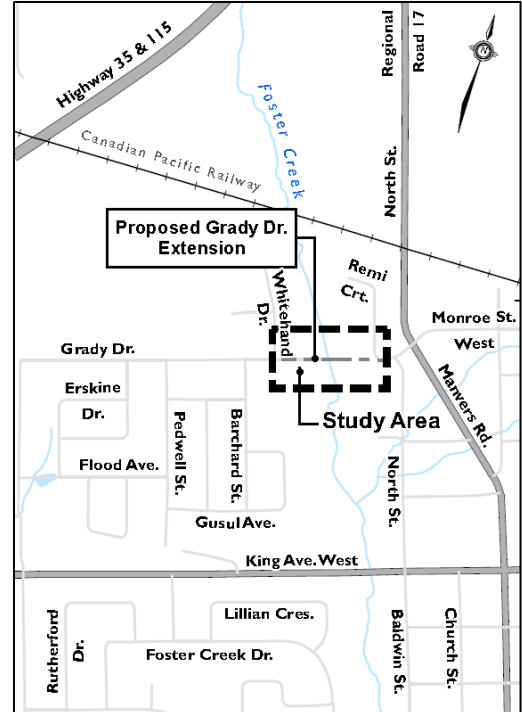 Highway 35 & 115
Regional
Road 17
N
Foster Creek
Canadian Pacific Railway
North St.
Proposed Grady Dr.
Extension
Remi
Crt.
Whitehand
Dr.
Monroe St.
West
Grady Dr.
Erskine
Dr.
Study Area
Manvers Rd.
Pedwell St.
Barchard St.
Flood Ave.
North St.
Gusul Ave.
King Ave. West
Lillian Cres.
Rutherford
Dr.
Foster Creek Dr.
Baldwin St.
Church St.